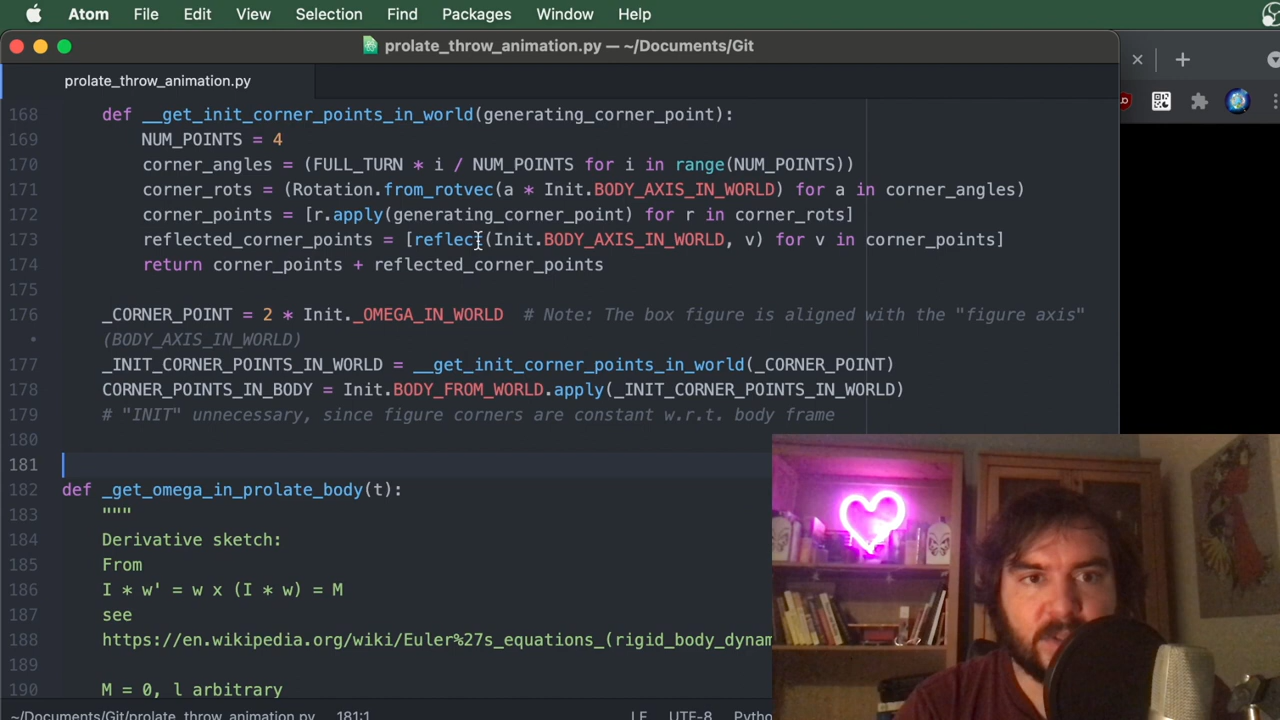 Atom File Edit View Selection Find Packages Window Help
prolate_throw_animation.py — ~/Documents/Git
prolate_throw_animation.py
168 def __get_init_corner_points_in_world(generating_corner_point):
169 NUM_POINTS = 4
170 corner_angles = (FULL_TURN * i / NUM_POINTS for i in range(NUM_POINTS))
171 corner_rots = (Rotation.from_rotvec(a * Init.BODY_AXIS_IN_WORLD) for a in corner_angles)
172 corner_points = [r.apply(generating_corner_point) for r in corner_rots]
173 reflected_corner_points = [reflect(Init.BODY_AXIS_IN_WORLD, v) for v in corner_points]
174 return corner_points + reflected_corner_points
175
176 _CORNER_POINT = 2 * Init._OMEGA_IN_WORLD # Note: The box figure is aligned with the "figure axis"
• (BODY_AXIS_IN_WORLD)
177 _INIT_CORNER_POINTS_IN_WORLD = __get_init_corner_points_in_world(_CORNER_POINT)
178 CORNER_POINTS_IN_BODY = Init.BODY_FROM_WORLD.apply(_INIT_CORNER_POINTS_IN_WORLD)
179 # "INIT" unnecessary, since figure corners are constant w.r.t. body frame
180
181
182 def _get_omega_in_prolate_body(t):
183 """
184 Derivative sketch:
185 From
186 I * w' = w x (I * w) = M
187 see
188 https://en.wikipedia.org/wiki/Euler%27s_equations_(rigid_body_dynam
189
190 M = 0, l arbitrary
~/Documents/Git/prolate_throw_animation.py 181:1 LF UTF-8 Python